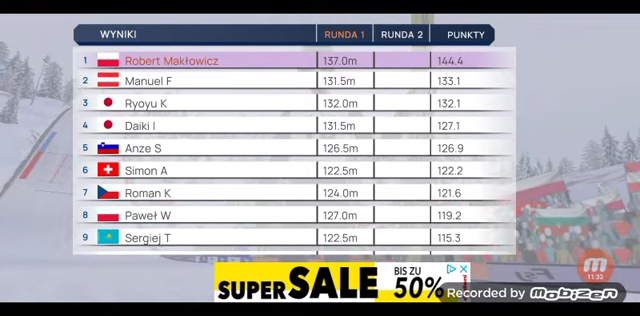 WYNIKI RUNDA 1 RUNDA 2 PUNKTY
1 Robert Makłowicz 137.0m 144.4
2 Manuel F 131.5m 133.1
3 Ryoyu K 132.0m 132.1
4 Daiki I 131.5m 127.1
5 Anze S 126.5m 126.9
6 Simon A 122.5m 122.2
7 Roman K 124.0m 121.6
8 Paweł W 127.0m 119.2
9 Sergiej T 122.5m 115.3
SUPER SALE BIS ZU 50%
11:33
Recorded by mobizen